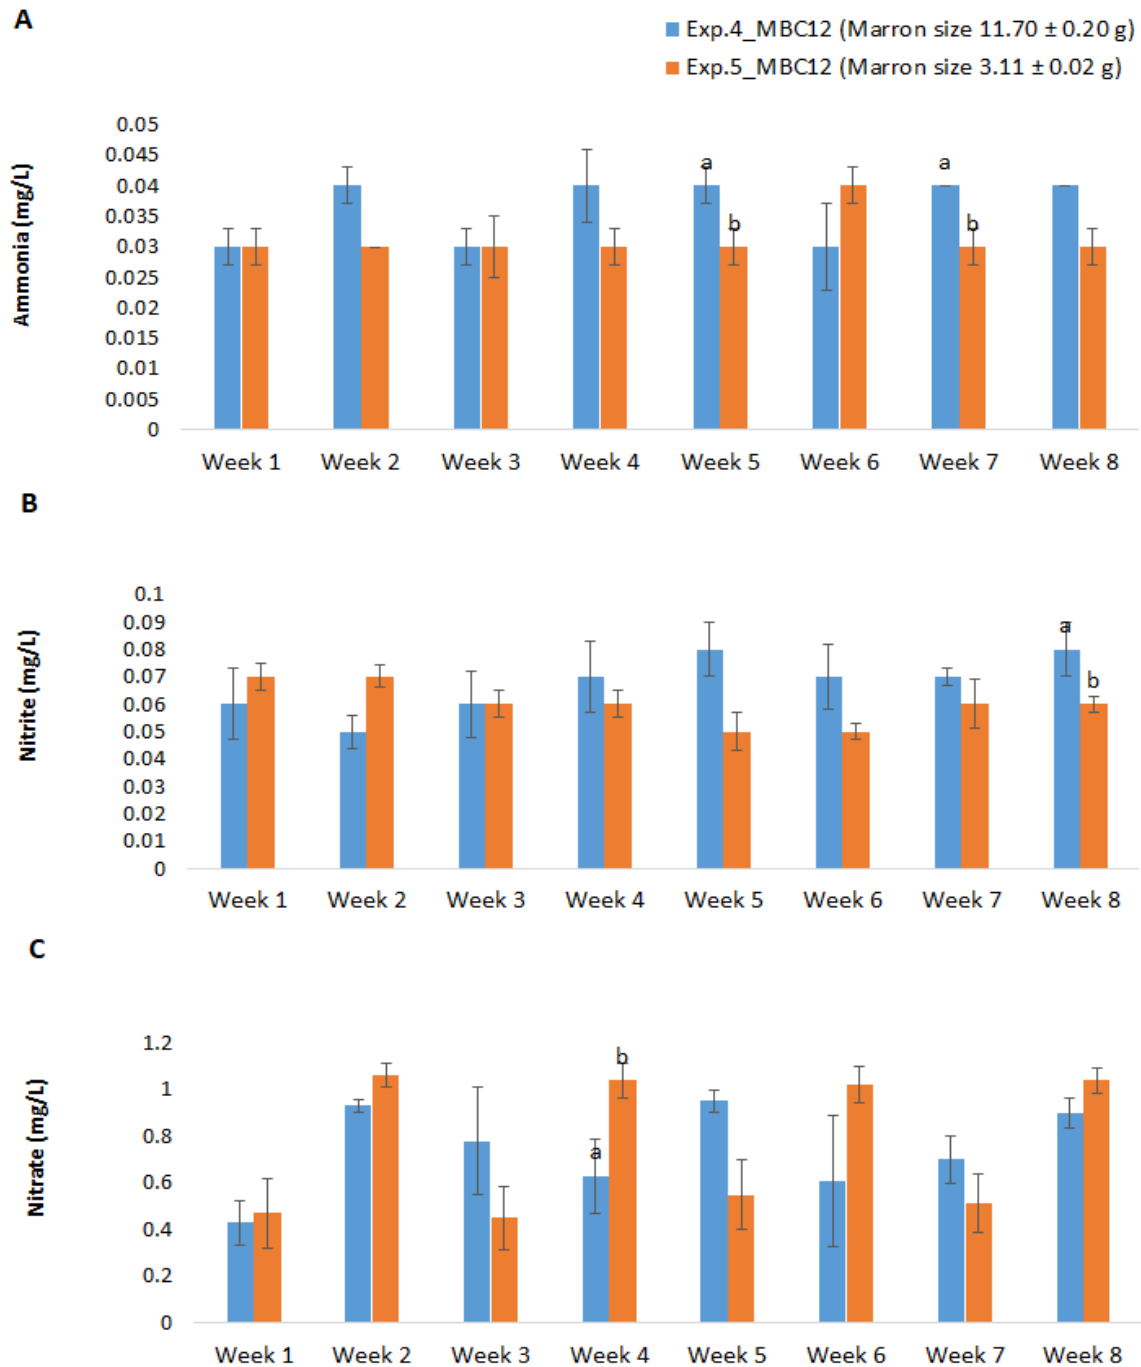 A
Exp.4_MBC12 (Marron size 11.70 ± 0.20 g)
Exp.5_MBC12 (Marron size 3.11 ± 0.02 g)
Ammonia (mg/L)
0.05
0.045
0.04
0.035
0.03
0.025
0.02
0.015
0.01
0.005
0
a
b
a
b
Week 1 Week 2 Week 3 Week 4 Week 5 Week 6 Week 7 Week 8
B
Nitrite (mg/L)
0.1
0.09
0.08
0.07
0.06
0.05
0.04
0.03
0.02
0.01
0
a
b
Week 1 Week 2 Week 3 Week 4 Week 5 Week 6 Week 7 Week 8
C
Nitrate (mg/L)
1.2
1
0.8
0.6
0.4
0.2
0
a
b
Week 1 Week 2 Week 3 Week 4 Week 5 Week 6 Week 7 Week 8